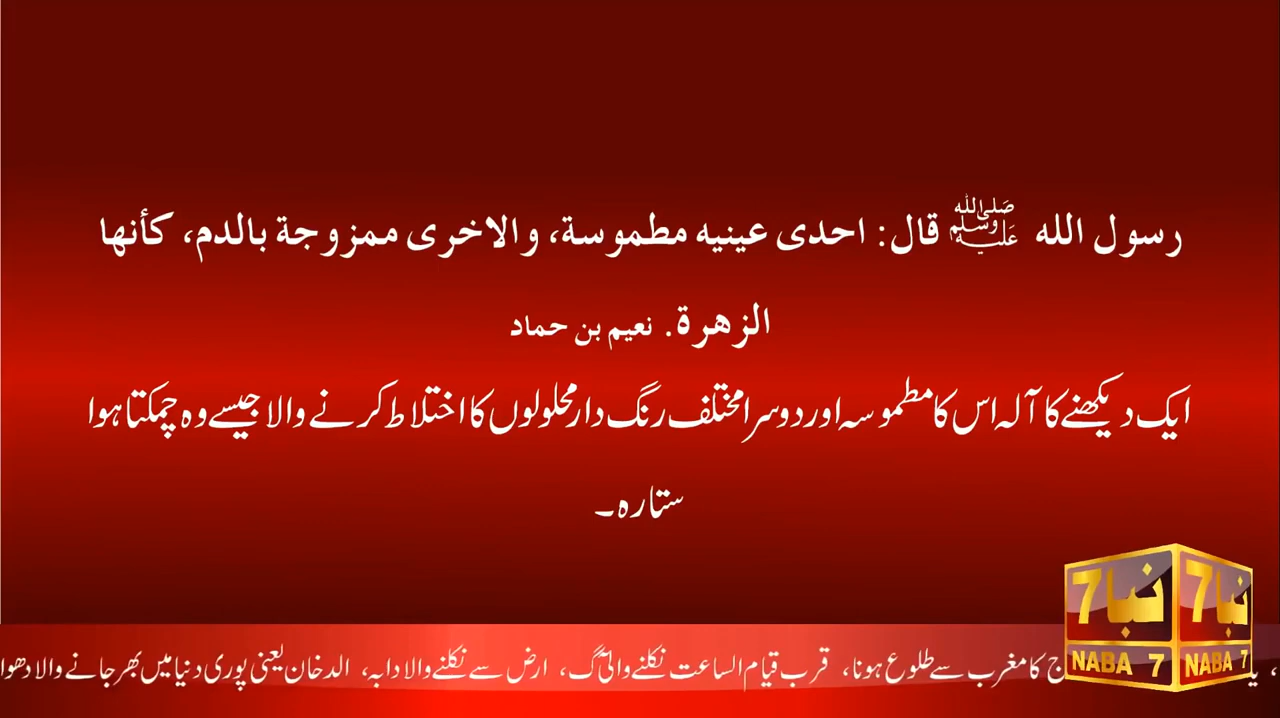 رسول الله ﷺ قال: احدى عينيه مطموسة، والاخرى ممزوجة بالدم، كأنها
الزهرة. نعيم بن حماد
ایک دیکھنے کا آلہ اس کا مطموسہ اور دوسرا مختلف رنگ دار محلولوں کا اختلاط کرنے والا جیسے وہ چمکتا ہوا
ستارہ۔
نبا 7 نبا 7
NABA 7 NABA 7
ج کا مغرب سے طلوع ہونا، قرب قیام الساعت نکلنے والی آگ، ارض سے نکلنے والا دابہ، الدخان یعنی پوری دنیا میں بھر جانے والا دھوا